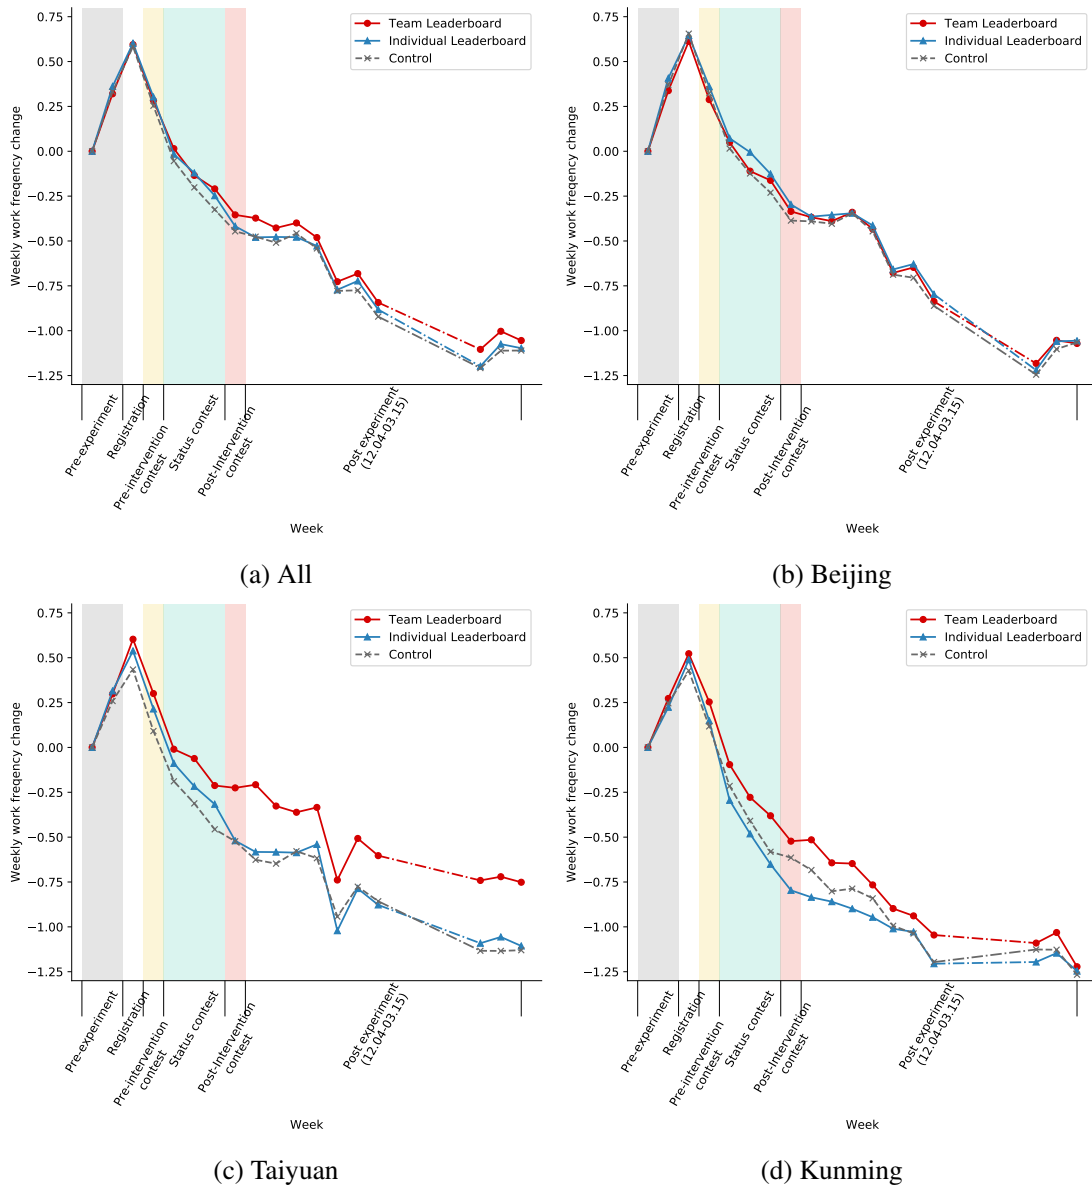 0.75
0.50
0.25
0.00
−0.25
−0.50
−0.75
−1.00
−1.25
Weekly work freqency change
Team Leaderboard
Individual Leaderboard
Control
Pre-experiment
Registration
Pre-intervention
contest
Status contest
Post-Intervention
contest
Post experiment
(12.04-03.15)
Week
(a) All
0.75
0.50
0.25
0.00
−0.25
−0.50
−0.75
−1.00
−1.25
Weekly work freqency change
Team Leaderboard
Individual Leaderboard
Control
Pre-experiment
Registration
Pre-intervention
contest
Status contest
Post-Intervention
contest
Post experiment
(12.04-03.15)
Week
(b) Beijing
0.75
0.50
0.25
0.00
−0.25
−0.50
−0.75
−1.00
−1.25
Weekly work freqency change
Team Leaderboard
Individual Leaderboard
Control
Pre-experiment
Registration
Pre-intervention
contest
Status contest
Post-Intervention
contest
Post experiment
(12.04-03.15)
Week
(c) Taiyuan
0.75
0.50
0.25
0.00
−0.25
−0.50
−0.75
−1.00
−1.25
Weekly work freqency change
Team Leaderboard
Individual Leaderboard
Control
Pre-experiment
Registration
Pre-intervention
contest
Status contest
Post-Intervention
contest
Post experiment
(12.04-03.15)
Week
(d) Kunming